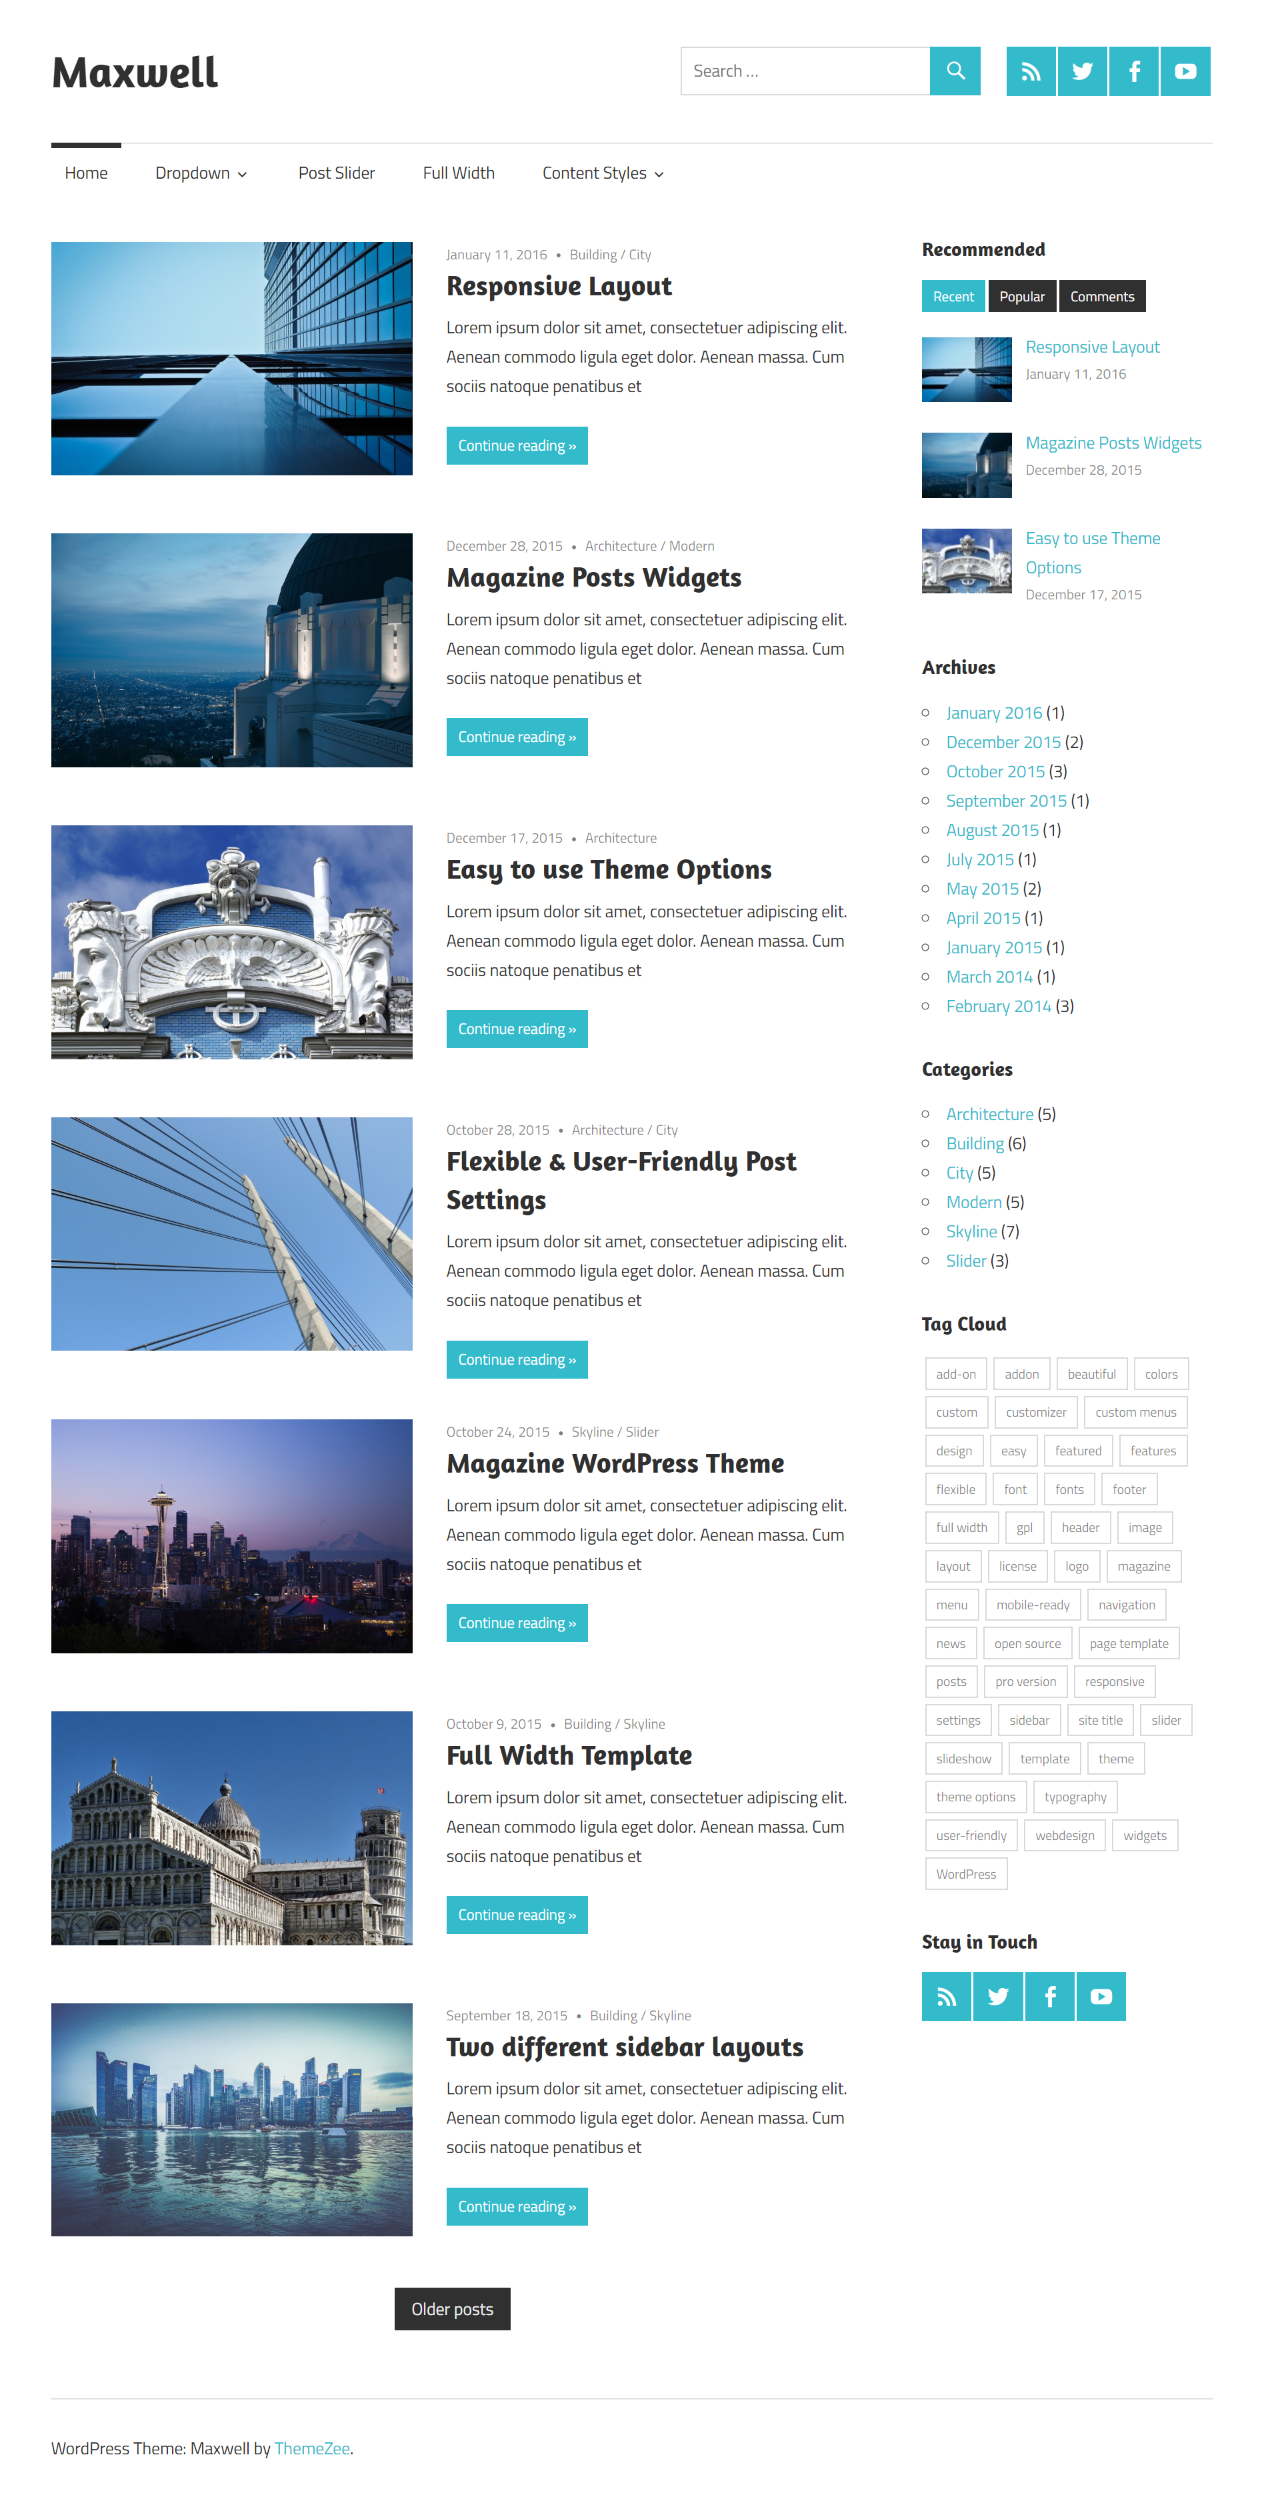 Maxwell
Search …
Home
Dropdown
Post Slider
Full Width
Content Styles
January 11, 2016 • Building / City
Responsive Layout
Lorem ipsum dolor sit amet, consectetuer adipiscing elit.
Aenean commodo ligula eget dolor. Aenean massa. Cum
sociis natoque penatibus et
Continue reading »
December 28, 2015 • Architecture / Modern
Magazine Posts Widgets
Lorem ipsum dolor sit amet, consectetuer adipiscing elit.
Aenean commodo ligula eget dolor. Aenean massa. Cum
sociis natoque penatibus et
Continue reading »
December 17, 2015 • Architecture
Easy to use Theme Options
Lorem ipsum dolor sit amet, consectetuer adipiscing elit.
Aenean commodo ligula eget dolor. Aenean massa. Cum
sociis natoque penatibus et
Continue reading »
October 28, 2015 • Architecture / City
Flexible & User-Friendly Post
Settings
Lorem ipsum dolor sit amet, consectetuer adipiscing elit.
Aenean commodo ligula eget dolor. Aenean massa. Cum
sociis natoque penatibus et
Continue reading »
October 24, 2015 • Skyline / Slider
Magazine WordPress Theme
Lorem ipsum dolor sit amet, consectetuer adipiscing elit.
Aenean commodo ligula eget dolor. Aenean massa. Cum
sociis natoque penatibus et
Continue reading »
October 9, 2015 • Building / Skyline
Full Width Template
Lorem ipsum dolor sit amet, consectetuer adipiscing elit.
Aenean commodo ligula eget dolor. Aenean massa. Cum
sociis natoque penatibus et
Continue reading »
September 18, 2015 • Building / Skyline
Two different sidebar layouts
Lorem ipsum dolor sit amet, consectetuer adipiscing elit.
Aenean commodo ligula eget dolor. Aenean massa. Cum
sociis natoque penatibus et
Continue reading »
Older posts
Recommended
Recent Popular Comments
Responsive Layout
January 11, 2016
Magazine Posts Widgets
December 28, 2015
Easy to use Theme
Options
December 17, 2015
Archives
January 2016 (1)
December 2015 (2)
October 2015 (3)
September 2015 (1)
August 2015 (1)
July 2015 (1)
May 2015 (2)
April 2015 (1)
January 2015 (1)
March 2014 (1)
February 2014 (3)
Categories
Architecture (5)
Building (6)
City (5)
Modern (5)
Skyline (7)
Slider (3)
Tag Cloud
add-on addon beautiful colors
custom customizer custom menus
design easy featured features
flexible font fonts footer
full width gpl header image
layout license logo magazine
menu mobile-ready navigation
news open source page template
posts pro version responsive
settings sidebar site title slider
slideshow template theme
theme options typography
user-friendly webdesign widgets
WordPress
Stay in Touch
WordPress Theme: Maxwell by ThemeZee.